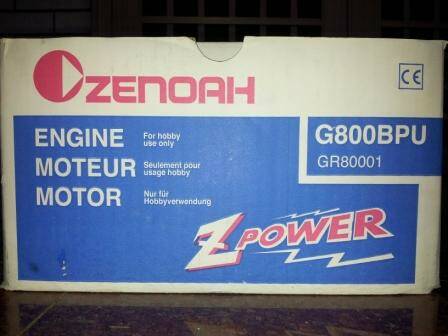 ZENOAH
CE
ENGINE
For hobby
use only
MOTEUR
Seulement pour
usage hobby
MOTOR
Nur für
Hobbyverwendung
G800BPU
GR80001
Z POWER